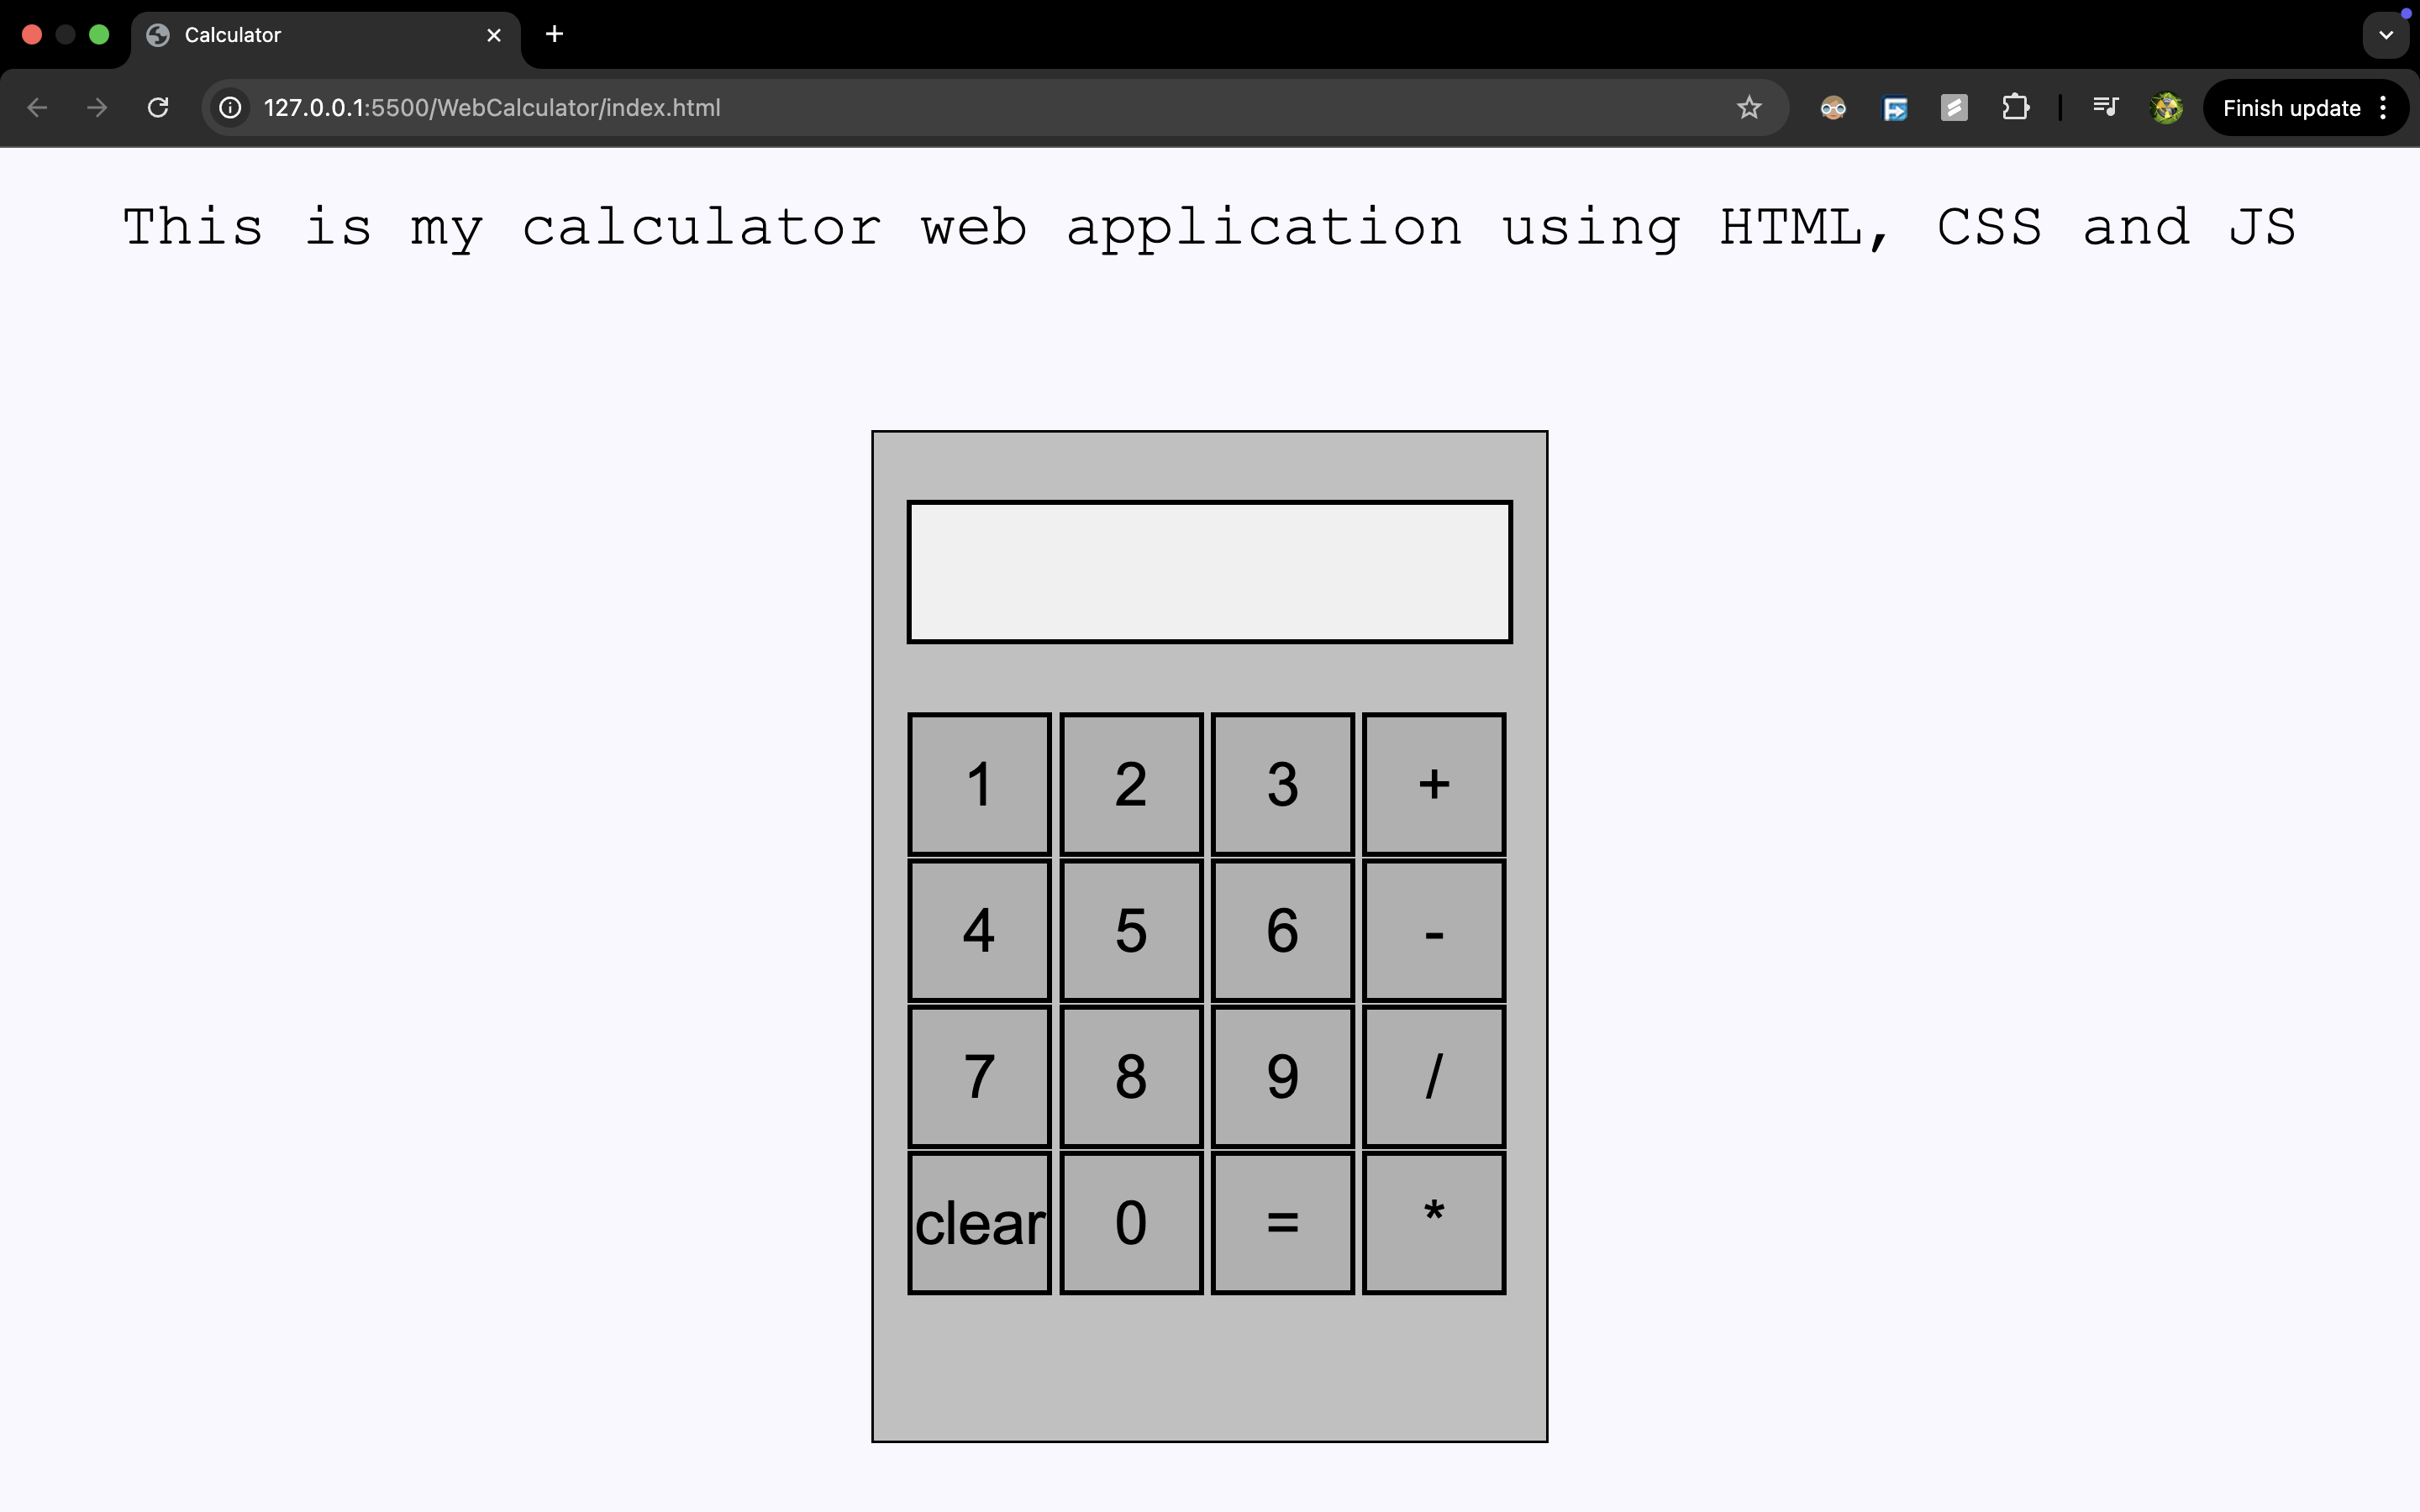 Calculator
127.0.0.1:5500/WebCalculator/index.html
Finish update
This is my calculator web application using HTML, CSS and JS
1 2 3 +
4 5 6 -
7 8 9 /
clear 0 = *